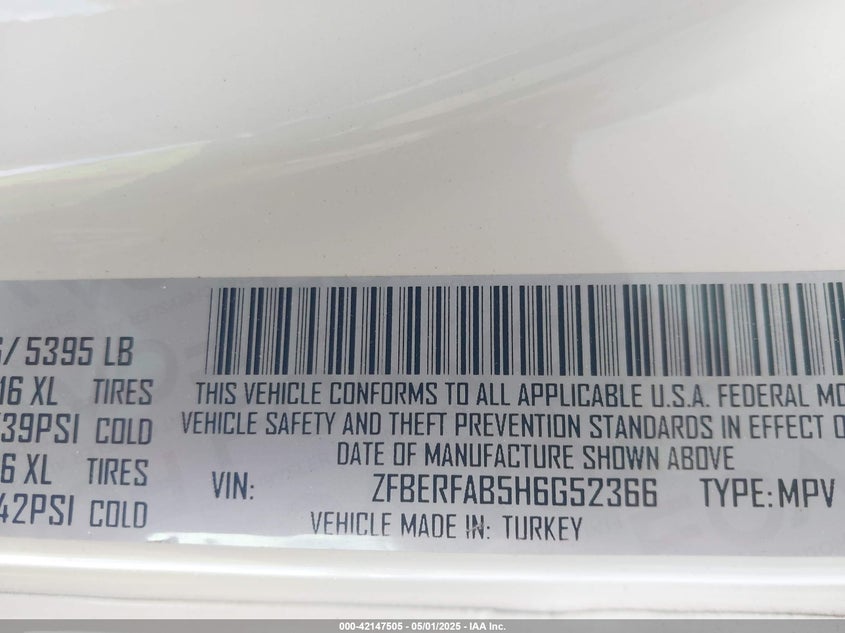 / 5395 LB
16 XL TIRES
39PSI COLD
6 XL TIRES
42PSI COLD
THIS VEHICLE CONFORMS TO ALL APPLICABLE U.S.A. FEDERAL MO
VEHICLE SAFETY AND THEFT PREVENTION STANDARDS IN EFFECT O
DATE OF MANUFACTURE SHOWN ABOVE
VIN: ZFBERFAB5H6G52366 TYPE: MPV
VEHICLE MADE IN: TURKEY
000-42147505 - 05/01/2025 - IAA Inc.